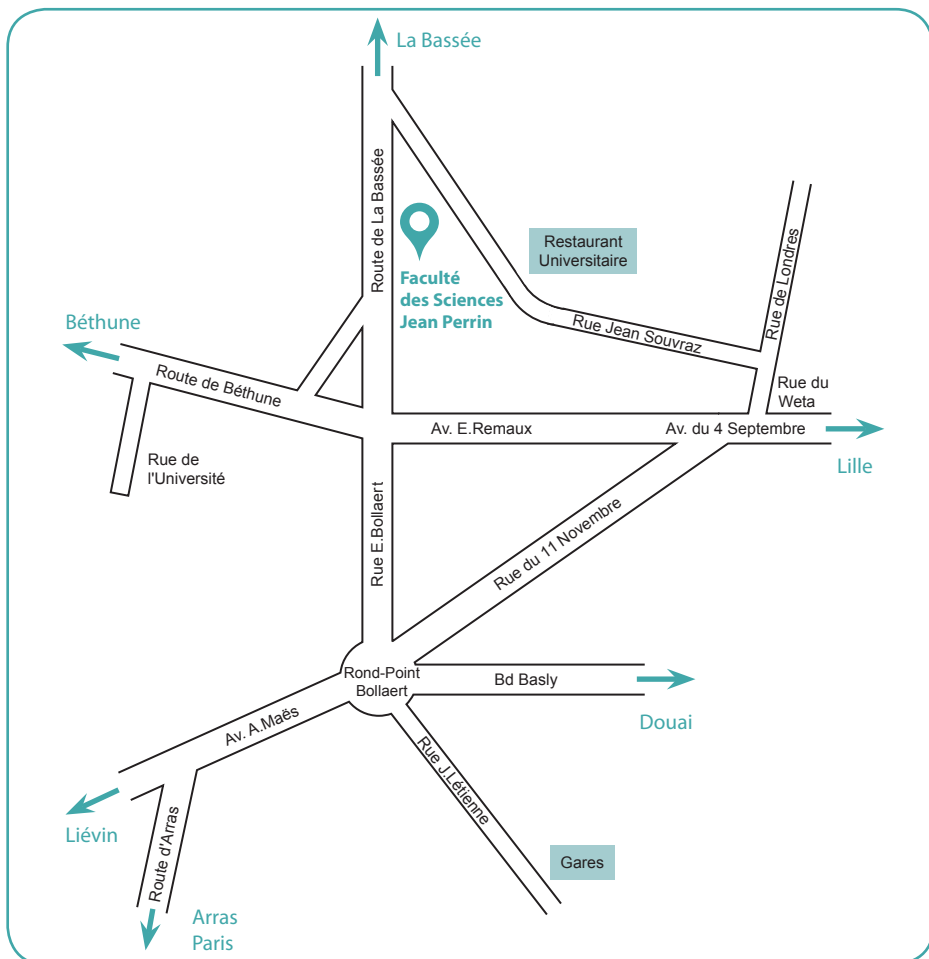 La Bassée
Route de La Bassée
Restaurant
Universitaire
Rue de Londres
Faculté
des Sciences
Jean Perrin
Béthune
Rue Jean Souvraz
Route de Béthune
Rue du
Weta
Av. E.Remaux
Av. du 4 Septembre
Lille
Rue de
l'Université
Rue E.Bollaert
Rue du 11 Novembre
Rond-Point
Bollaert
Bd Basly
Douai
Av. A.Maës
Rue J.Létienne
Liévin
Route d'Arras
Gares
Arras
Paris